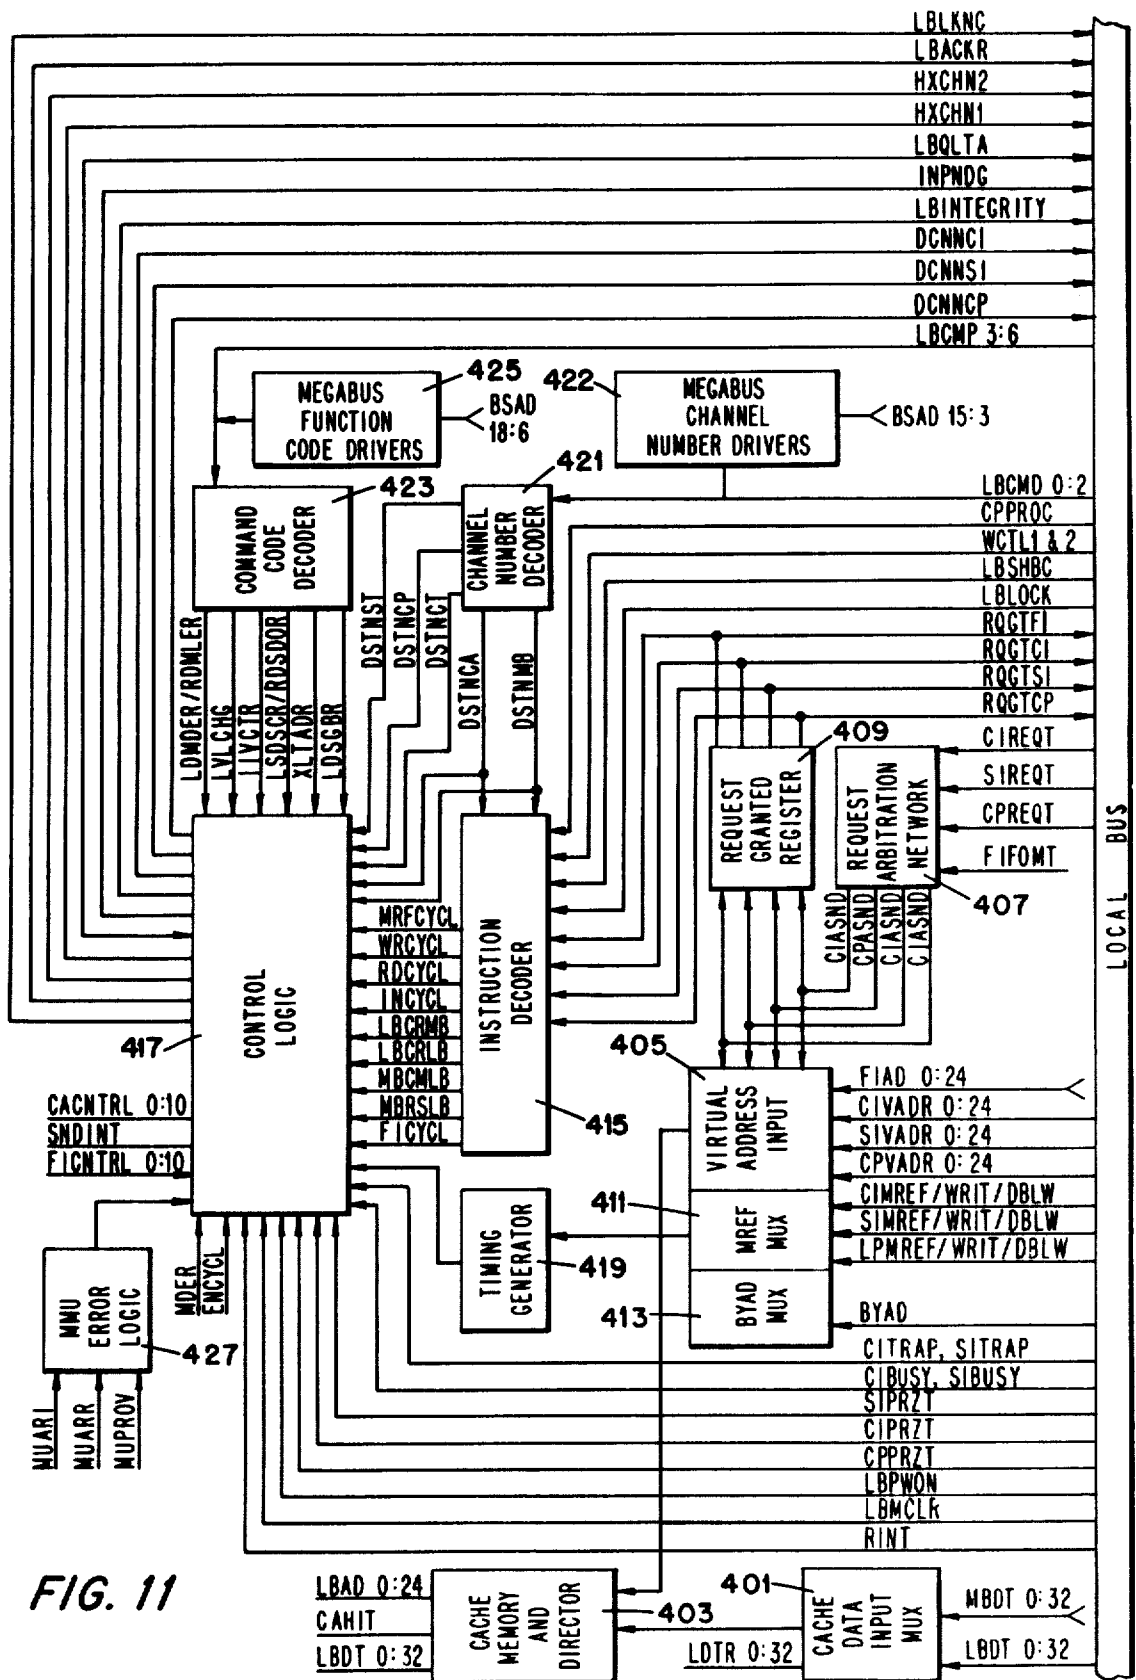 LBLKNC
LBACKR
HXCHN2
HXCHN1
LBQLTA
INPNDG
LBINTEGRITY
DCNNCI
DCNNSI
DCNNCP
LBCMP 3:6
MEGABUS
FUNCTION
CODE DRIVERS
425
BSAD
18:6
422
MEGABUS
CHANNEL
NUMBER DRIVERS
BSAD 15:3
423
COMMAND
CODE
DECODER
421
CHANNEL
NUMBER
DECODER
LBCMD 0:2
CPPROC
WCTL1 & 2
LBSHBC
LBLOCK
RQGTFI
RQGTCI
RQGTSI
RQGTCP
LDMDER/RDMLER
LVLCHG
IIVCTR
LSDSCR/RDSDOR
XLTADR
LDSGBR
DSTNST
DSTNCP
DSTNCT
DSTNCA
DSTNMB
409
REQUEST
GRANTED
REGISTER
REQUEST
ARBITRATION
NETWORK
407
CIREQT
SIREQT
CPREQT
FIFOMT
CIASND
CPASND
CIASND
CIASND
LOCAL BUS
CONTROL
LOGIC
417
MRFCYCL
WRCYCL
RDCYCL
INCYCL
LBCRMB
LBCRLB
MBCMLB
MBRSLB
FICYCL
INSTRUCTION
DECODER
415
405
VIRTUAL
ADDRESS
INPUT
411
MREF
MUX
413
BYAD
MUX
FIAD 0:24
CIVADR 0:24
SIVADR 0:24
CPVADR 0:24
CIMREF/WRIT/DBLW
SIMREF/WRIT/DBLW
LPMREF/WRIT/DBLW
BYAD
CACNTRL 0:10
SNDINT
FICNTRL 0:10
TIMING
GENERATOR
419
MMU
ERROR
LOGIC
427
MDER
ENCYCL
MUARI
MUARR
MUPROV
CITRAP, SITRAP
CIBUSY, SIBUSY
SIPRZT
CIPRZT
CPPRZT
LBPWON
LBMCLR
RINT
FIG. 11
LBAD 0:24
CAHIT
LBDT 0:32
CACHE
MEMORY
AND
DIRECTOR
403
LDTR 0:32
401
CACHE
DATA
INPUT
MUX
MBDT 0:32
LBDT 0:32